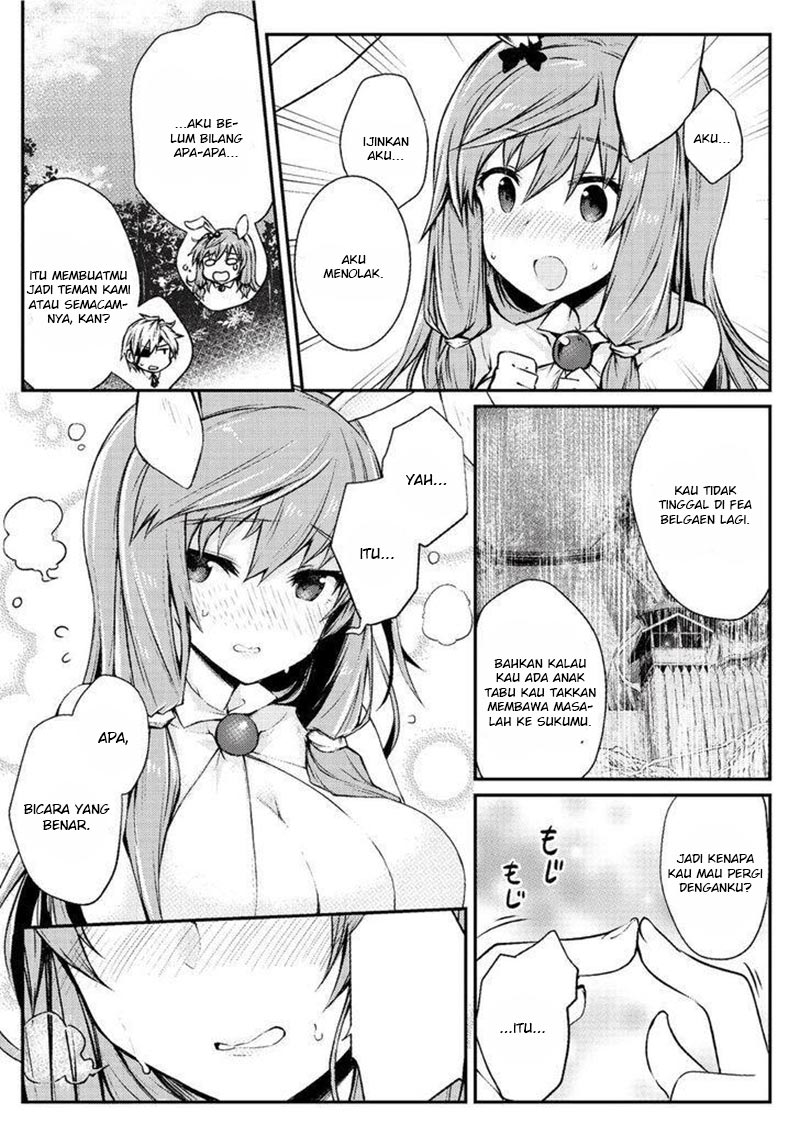 AKU...
IJINKAN
AKU...
AKU
MENOLAK.
...AKU BE-
LUM BILANG
APA-APA...
ITU MEMBUATMU
JADI TEMAN KAMI
ATAU SEMACAM-
NYA, KAN?
KAU TIDAK
TINGGAL DI FEA
BELGAEN LAGI.
BAHKAN KALAU
KAU ADA ANAK
TABU KAU TAKKAN
MEMBAWA MASA-
LAH KE SUKUMU.
YAH...
ITU...
APA,
BICARA YANG
BENAR.
JADI KENAPA
KAU MAU PERGI
DENGANKU?
もじ
もじ
...ITU...